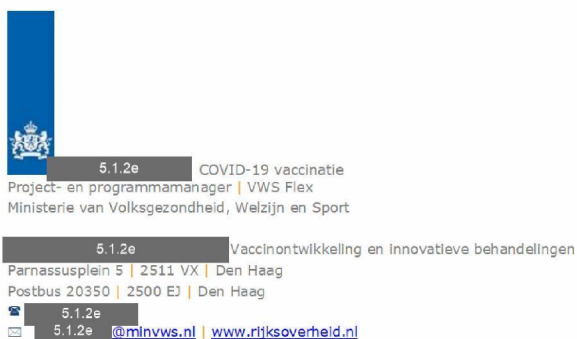 5.1.2e COVID-19 vaccinatie
Project- en programmamanager | VWS Flex
Ministerie van Volksgezondheid, Welzijn en Sport
5.1.2e Vaccinontwikkeling en innovatieve behandelingen
Parnassusplein 5 | 2511 VX | Den Haag
Postbus 20350 | 2500 EJ | Den Haag
5.1.2e
5.1.2e @minvws.nl | www.rijksoverheid.nl